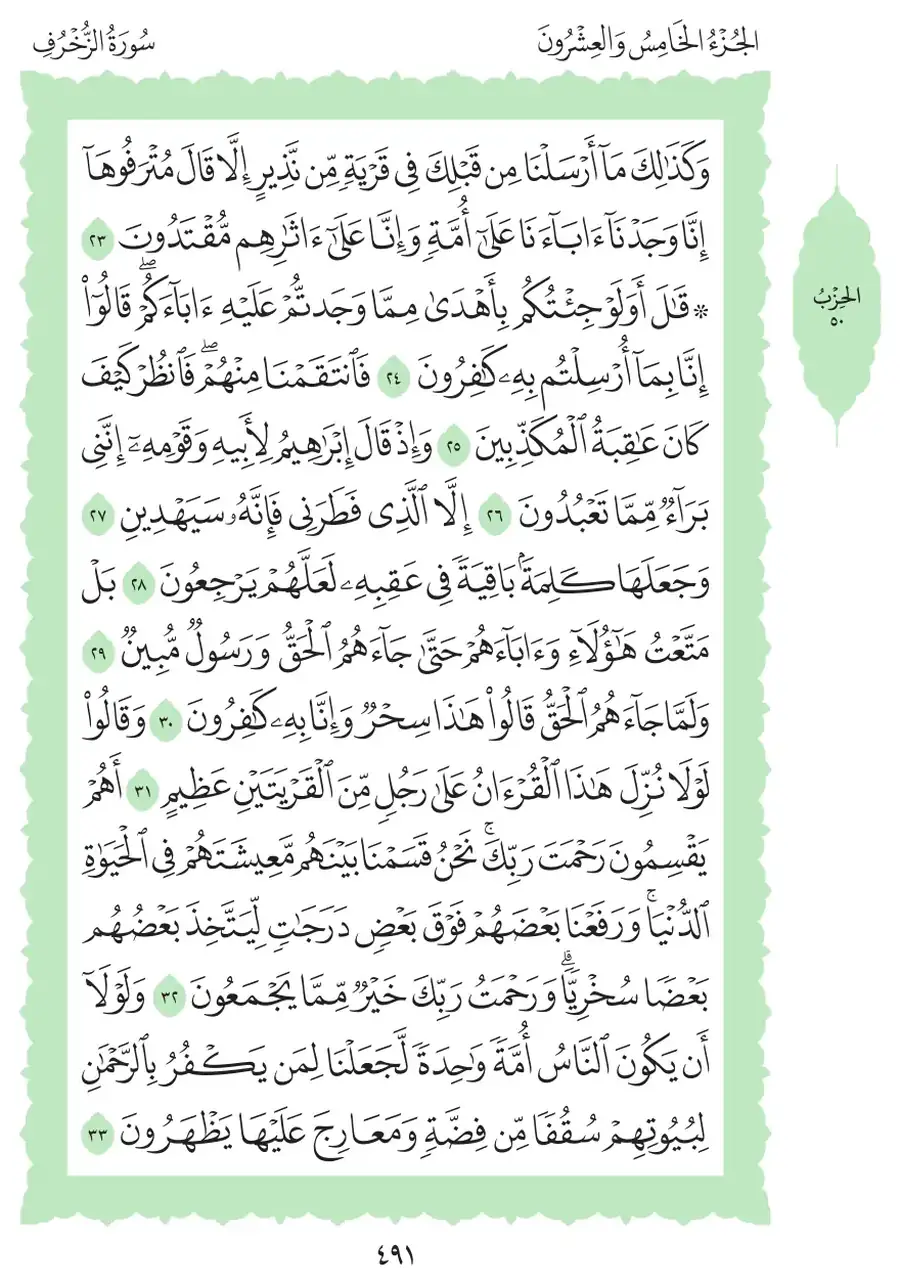 الجُزْءُ الخَامِسُ وَالعِشْرُونَ
سُورَةُ الزُّخْرُفِ
وَكَذَٰلِكَ مَآ أَرْسَلْنَا مِن قَبْلِكَ فِي قَرْيَةٖ مِّن نَّذِيرٍ إِلَّا قَالَ مُتْرَفُوهَآ
إِنَّا وَجَدْنَآ ءَابَآءَنَا عَلَىٰٓ أُمَّةٖ وَإِنَّا عَلَىٰٓ ءَاثَٰرِهِم مُّقْتَدُونَ ٢٣
۞ قَٰلَ أَوَلَوْ جِئْتُكُم بِأَهْدَىٰ مِمَّا وَجَدتُّمْ عَلَيْهِ ءَابَآءَكُمْۖ قَالُوٓاْ
إِنَّا بِمَآ أُرْسِلْتُم بِهِۦ كَٰفِرُونَ ٢٤ فَٱنتَقَمْنَا مِنْهُمْۖ فَٱنظُرْ كَيْفَ
كَانَ عَٰقِبَةُ ٱلْمُكَذِّبِينَ ٢٥ وَإِذْ قَالَ إِبْرَٰهِيمُ لِأَبِيهِ وَقَوْمِهِۦٓ إِنَّنِي
بَرَآءٞ مِّمَّا تَعْبُدُونَ ٢٦ إِلَّا ٱلَّذِي فَطَرَنِي فَإِنَّهُۥ سَيَهْدِينِ ٢٧
وَجَعَلَهَا كَلِمَةَۢ بَاقِيَةٗ فِي عَقِبِهِۦ لَعَلَّهُمْ يَرْجِعُونَ ٢٨ بَلْ
مَتَّعْتُ هَٰٓؤُلَآءِ وَءَابَآءَهُمْ حَتَّىٰ جَآءَهُمُ ٱلْحَقُّ وَرَسُولٞ مُّبِينٞ ٢٩
وَلَمَّا جَآءَهُمُ ٱلْحَقُّ قَالُواْ هَٰذَا سِحْرٞ وَإِنَّا بِهِۦ كَٰفِرُونَ ٣٠ وَقَالُواْ
لَوْلَا نُزِّلَ هَٰذَا ٱلْقُرْءَانُ عَلَىٰ رَجُلٖ مِّنَ ٱلْقَرْيَتَيْنِ عَظِيمٍ ٣١ أَهُمْ
يَقْسِمُونَ رَحْمَتَ رَبِّكَۚ نَحْنُ قَسَمْنَا بَيْنَهُم مَّعِيشَتَهُمْ فِي ٱلْحَيَوٰةِ
ٱلدُّنْيَاۚ وَرَفَعْنَا بَعْضَهُمْ فَوْقَ بَعْضٖ دَرَجَٰتٖ لِّيَتَّخِذَ بَعْضُهُم
بَعْضٗا سُخْرِيّٗاۗ وَرَحْمَتُ رَبِّكَ خَيْرٞ مِّمَّا يَجْمَعُونَ ٣٢ وَلَوْلَآ
أَن يَكُونَ ٱلنَّاسُ أُمَّةٗ وَٰحِدَةٗ لَّجَعَلْنَا لِمَن يَكْفُرُ بِٱلرَّحْمَٰنِ
لِبُيُوتِهِمْ سُقُفٗا مِّن فِضَّةٖ وَمَعَارِجَ عَلَيْهَا يَظْهَرُونَ ٣٣
الحِزْبُ
٥٠
٤٩١